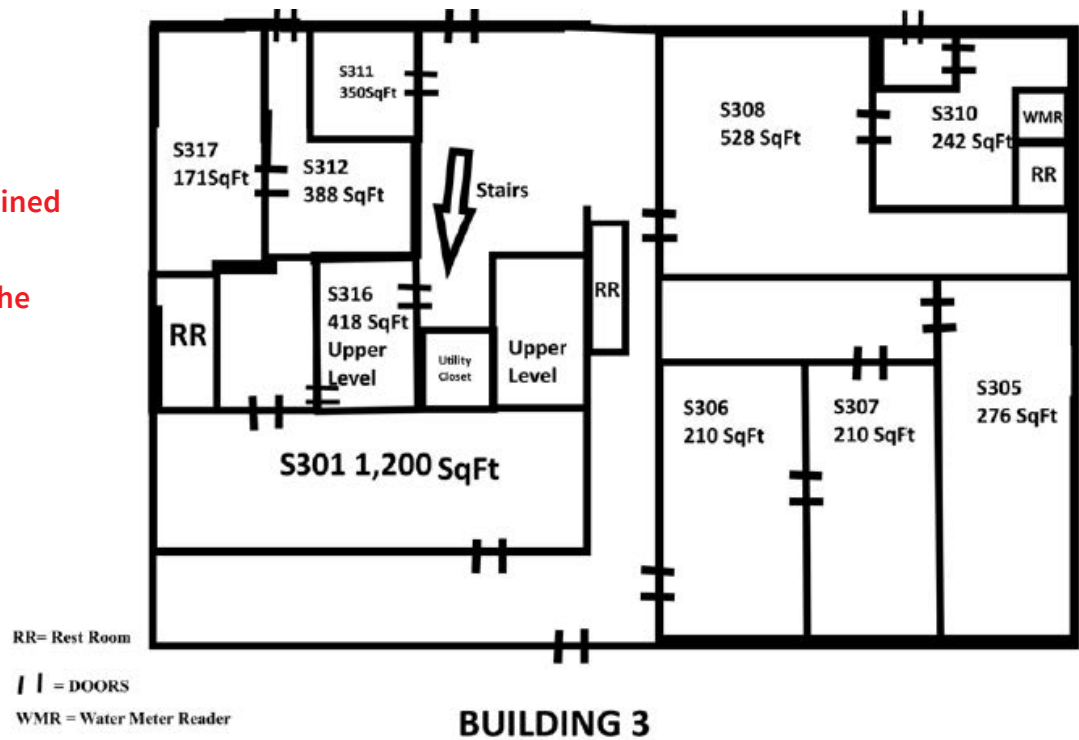 ined
he
S317
171SqFt
S311
350SqFt
S312
388 SqFt
Stairs
S308
528 SqFt
S310
242 SqFt
WMR
RR
RR
S316
418 SqFt
Upper
Level
Utility
Closet
Upper
Level
RR
S306
210 SqFt
S307
210 SqFt
S305
276 SqFt
S301 1,200 SqFt
RR= Rest Room
= DOORS
WMR = Water Meter Reader
BUILDING 3